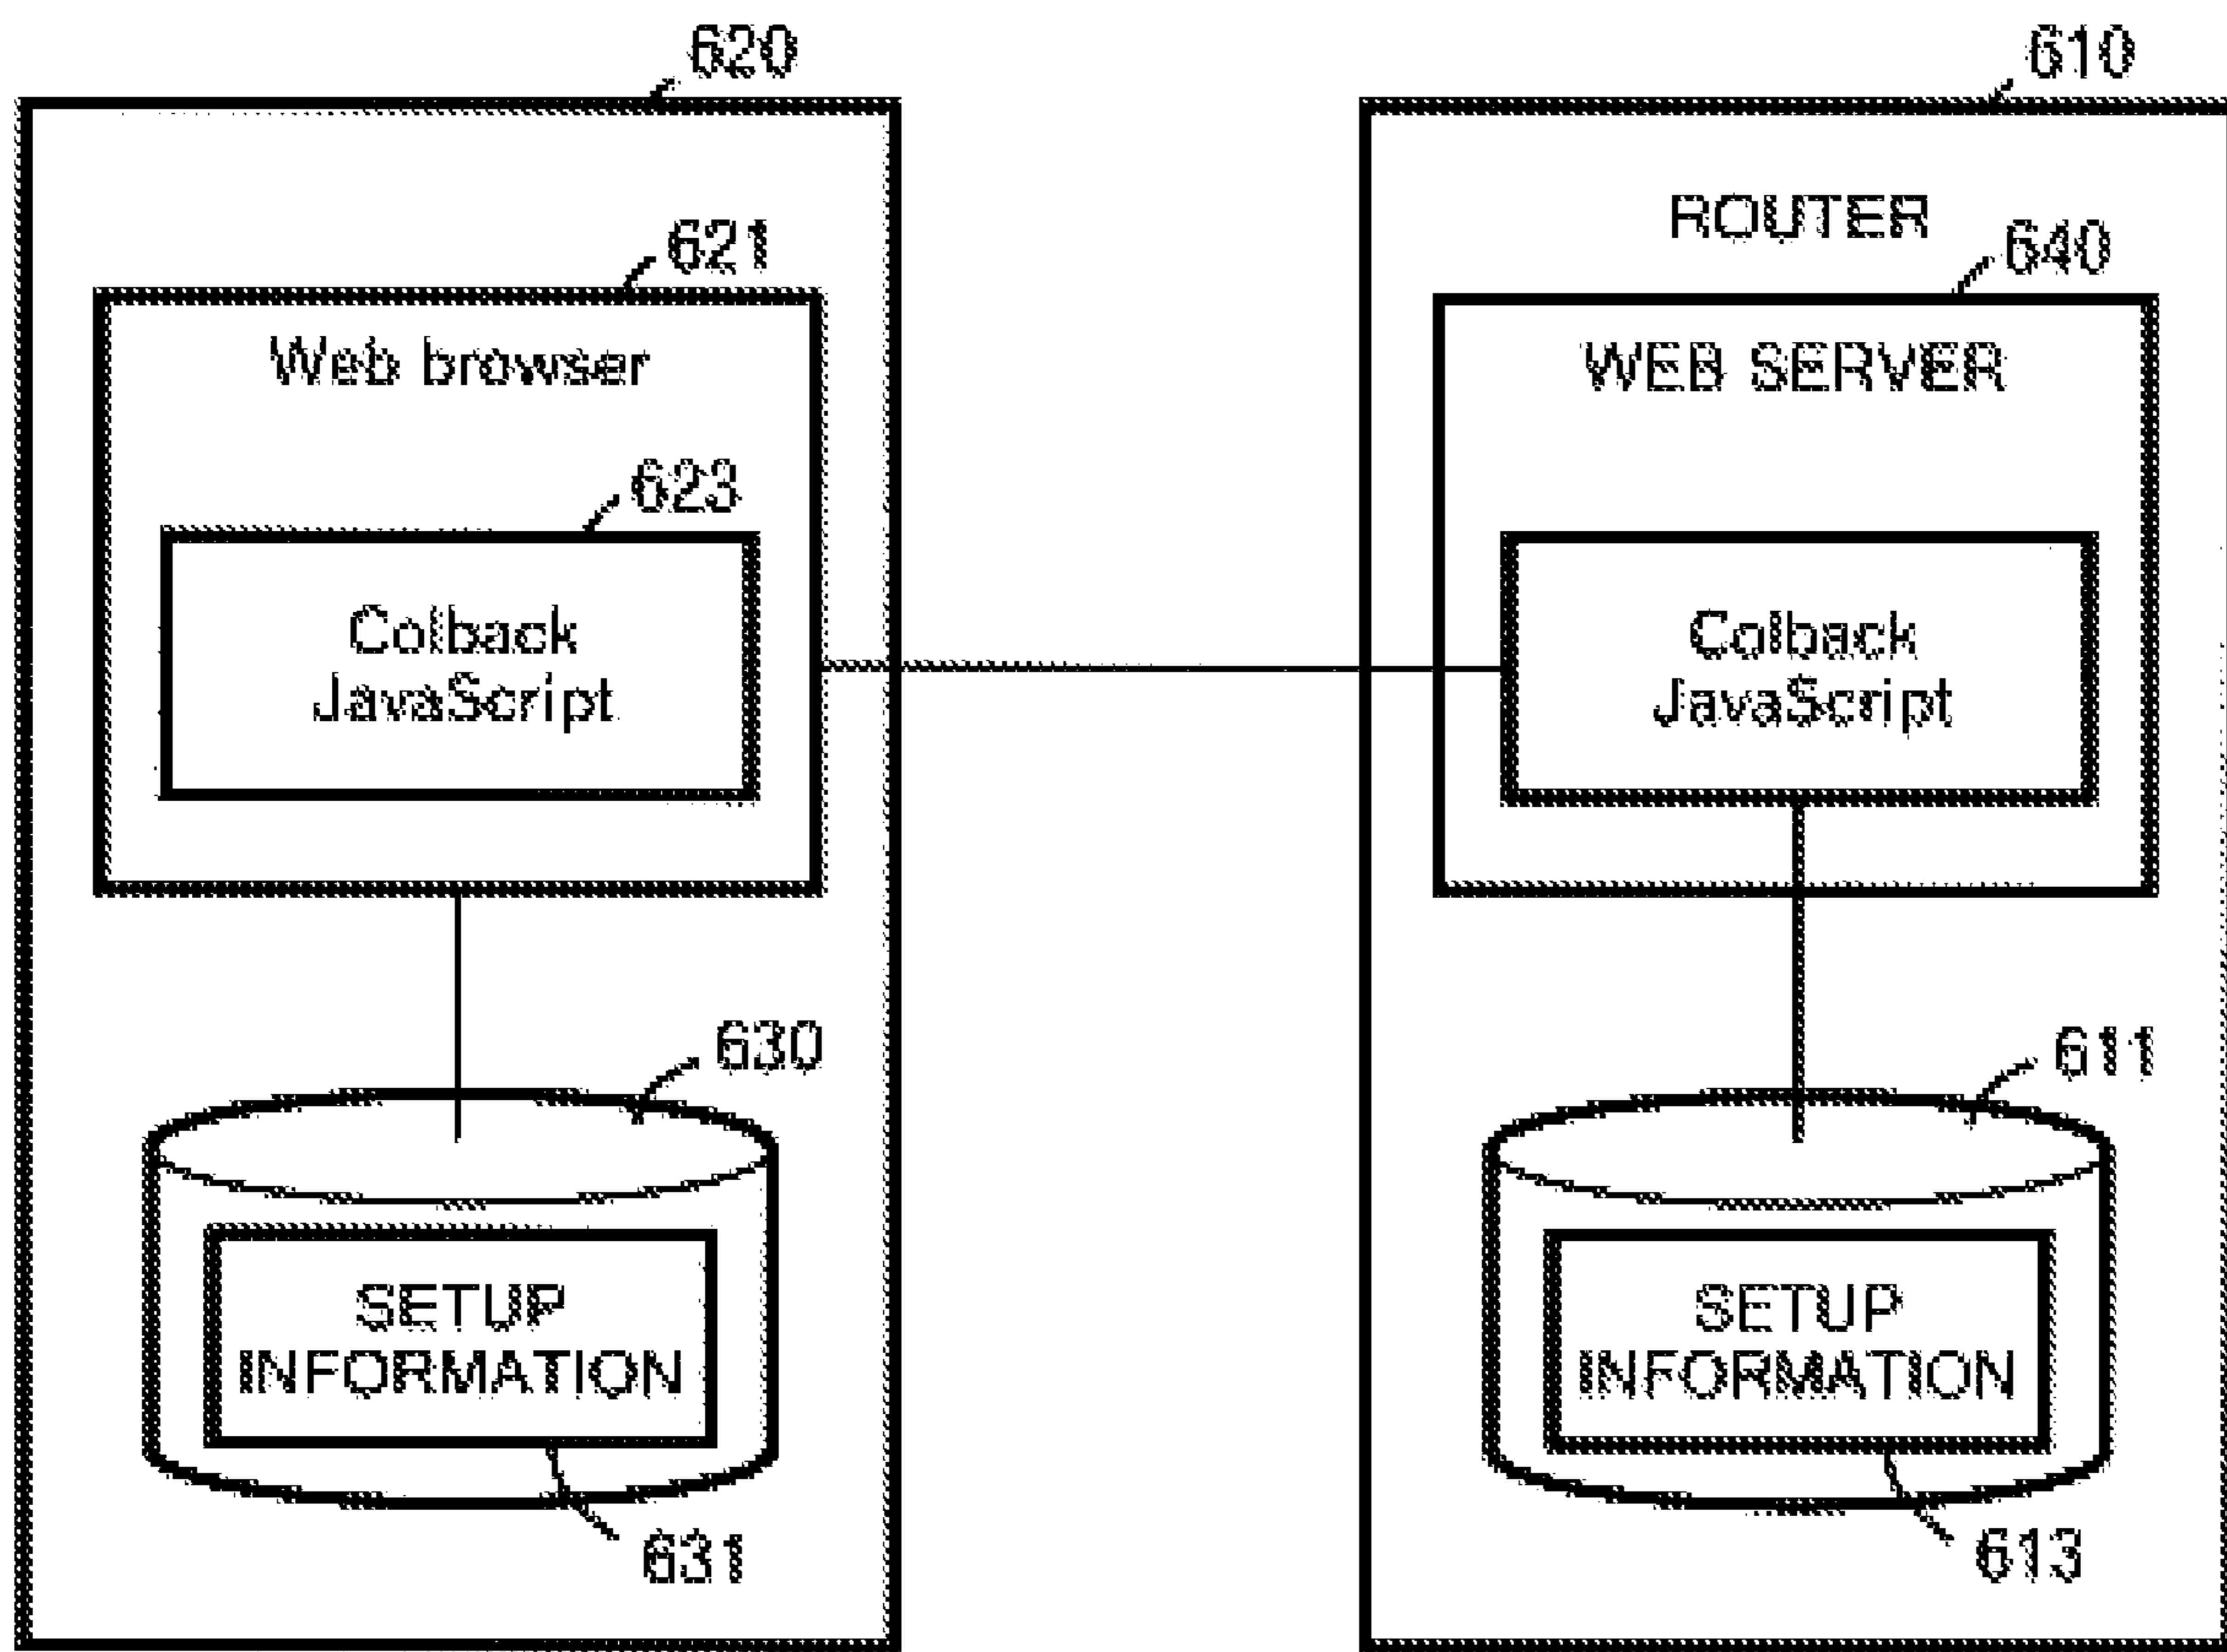 620
610
621
ROUTER
640
Web browser
WEB SERVER
623
Colback
JavaScript
Colback
JavaScript
630
611
SETUP
INFORMATION
SETUP
INFORMATION
631
613